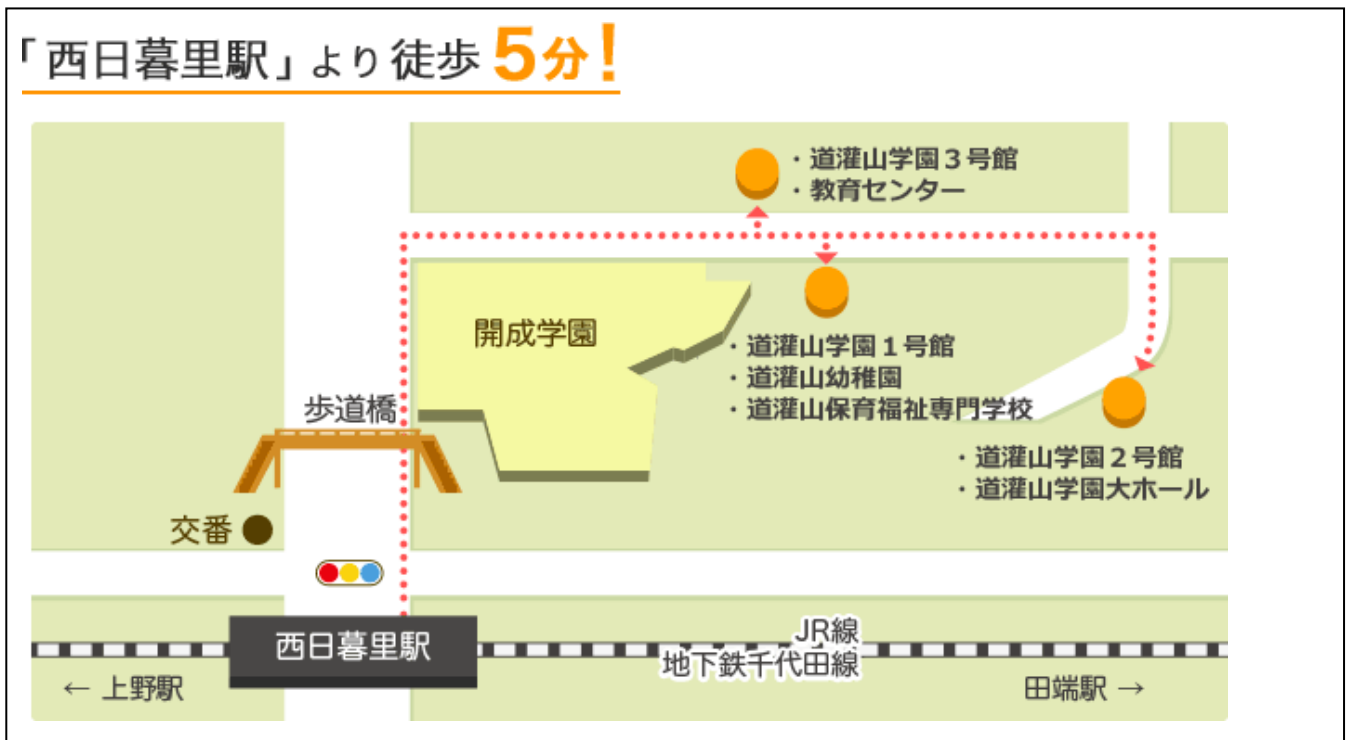 「西日暮里駅」より徒歩5分!
・道灌山学園3号館
・教育センター
開成学園
・道灌山学園1号館
・道灌山幼稚園
・道灌山保育福祉専門学校
歩道橋
・道灌山学園2号館
・道灌山学園大ホール
交番
西日暮里駅
JR線
地下鉄千代田線
← 上野駅
田端駅 →